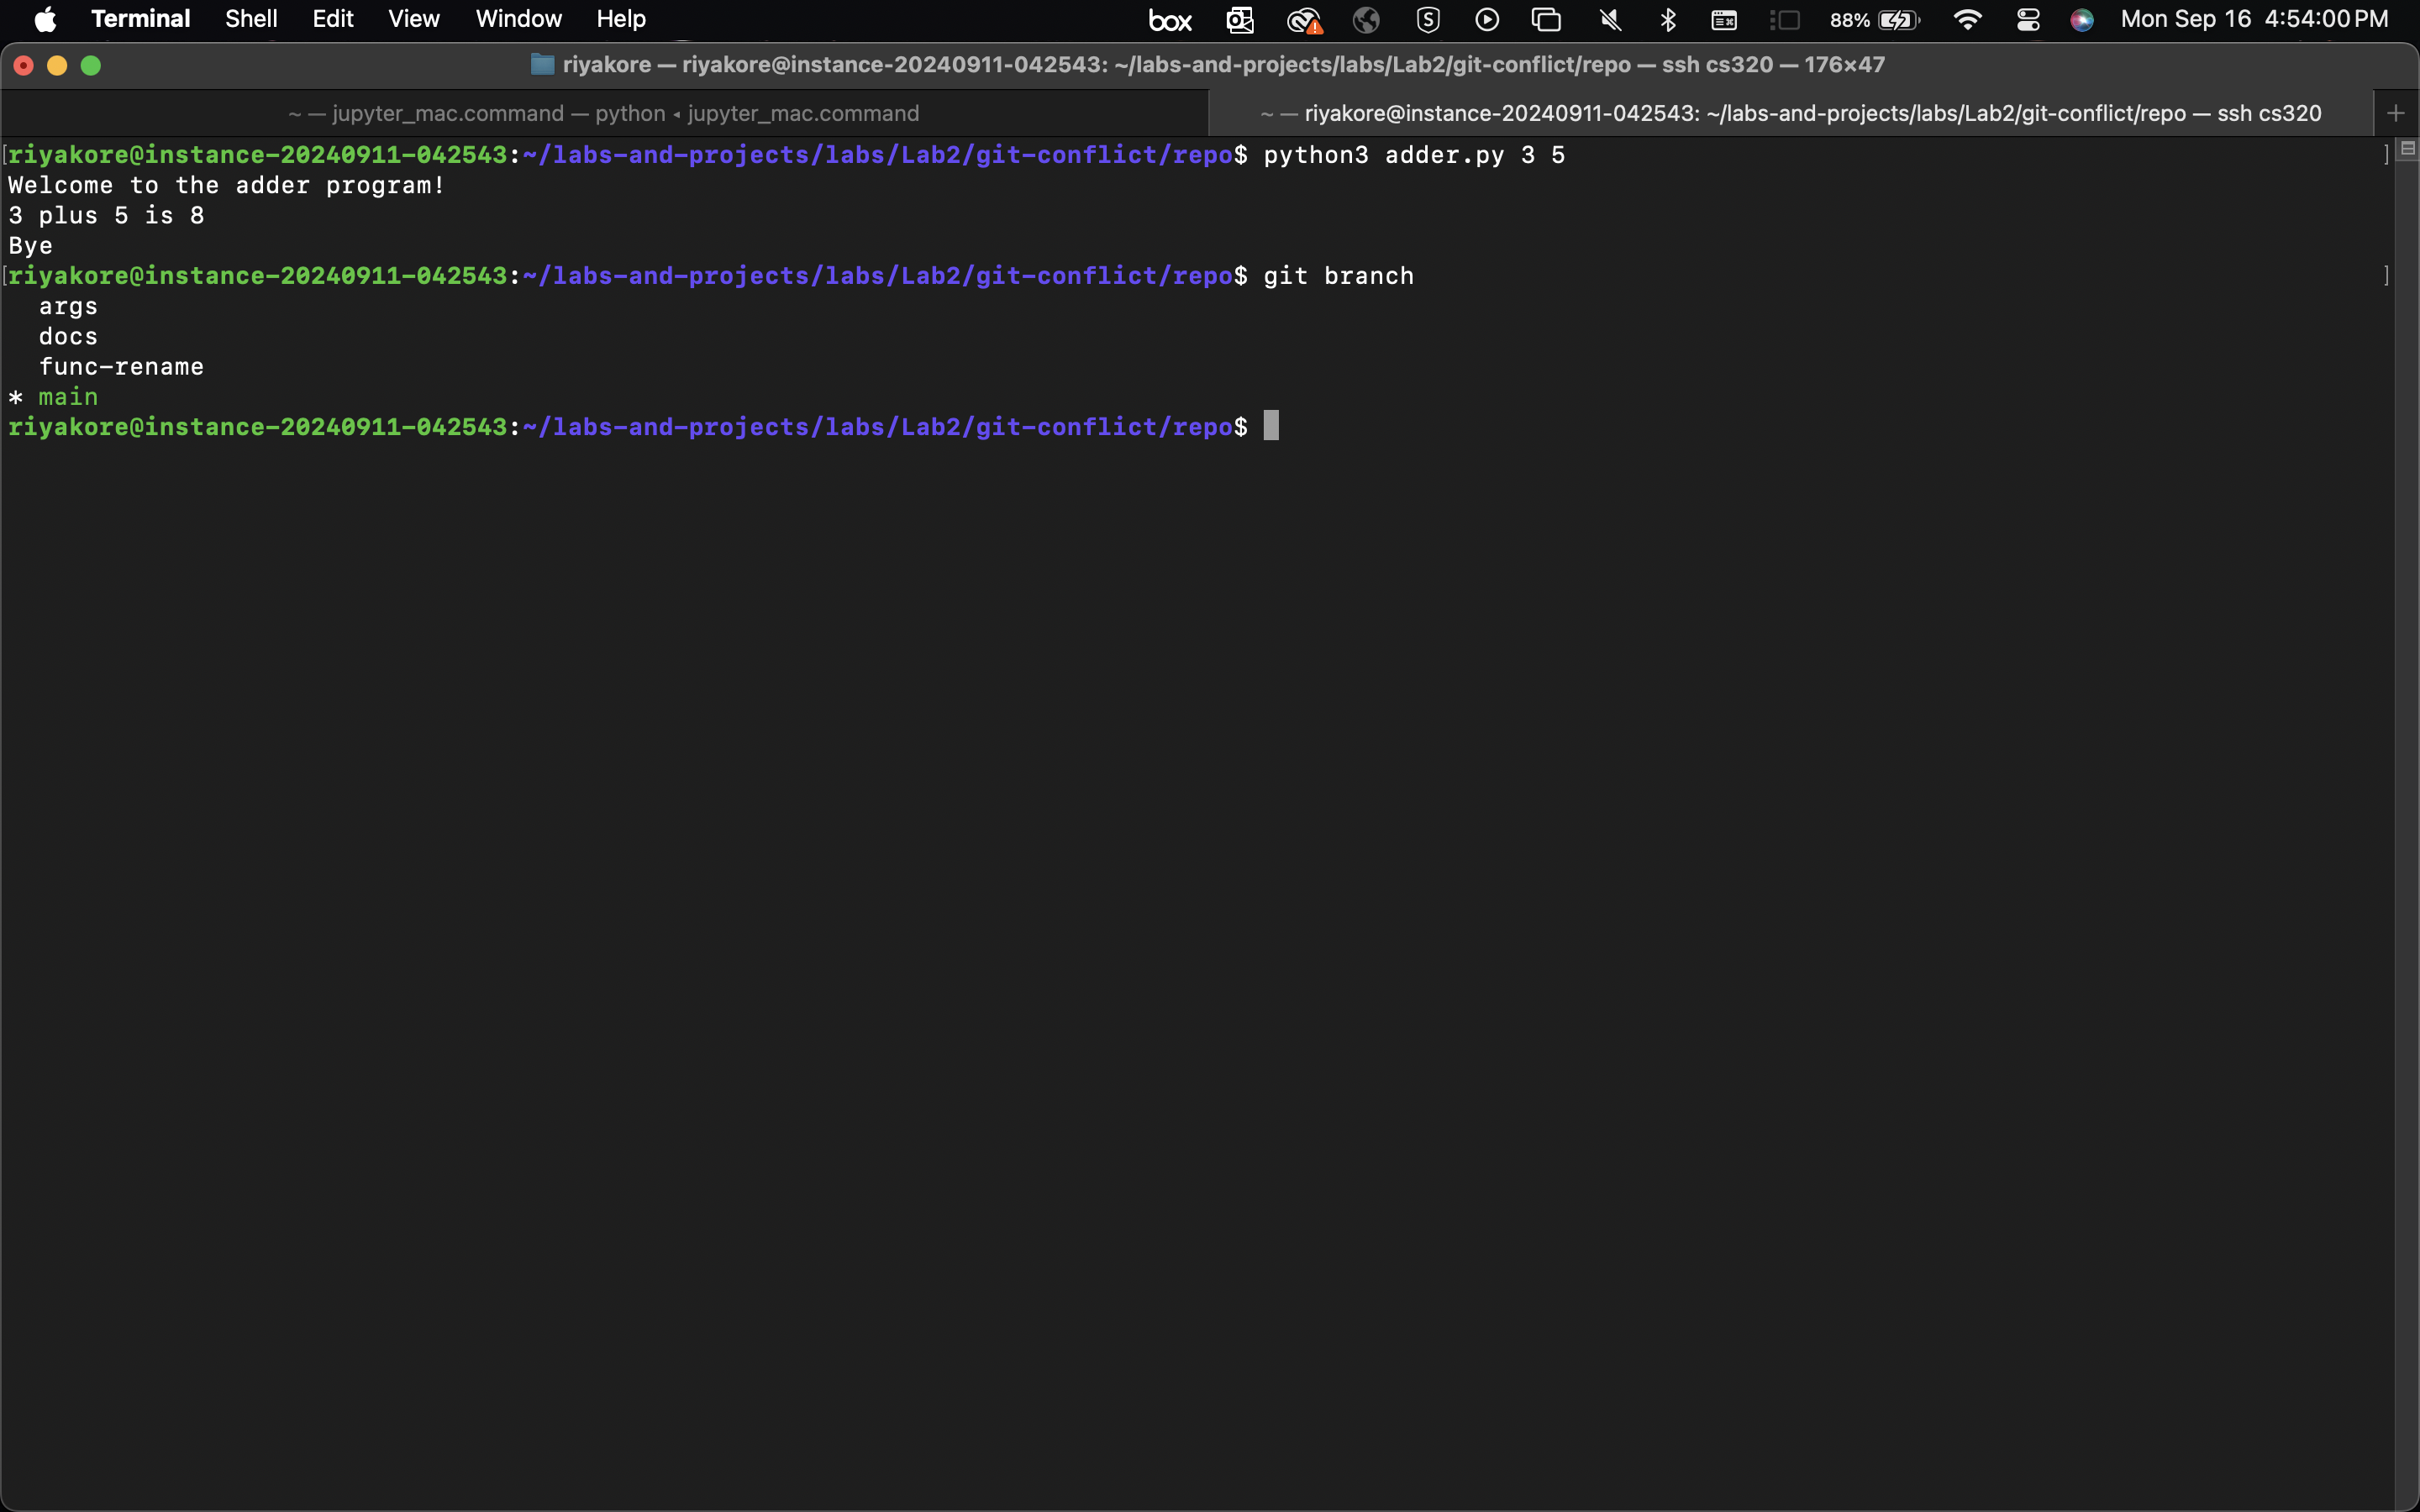 Terminal Shell Edit View Window Help box 88% Mon Sep 16 4:54:00 PM
riyakore — riyakore@instance-20240911-042543: ~/labs-and-projects/labs/Lab2/git-conflict/repo — ssh cs320 — 176×47
~ — jupyter_mac.command — python ◂ jupyter_mac.command ~ — riyakore@instance-20240911-042543: ~/labs-and-projects/labs/Lab2/git-conflict/repo — ssh cs320 +
[riyakore@instance-20240911-042543:~/labs-and-projects/labs/Lab2/git-conflict/repo$ python3 adder.py 3 5 ]
Welcome to the adder program!
3 plus 5 is 8
Bye
[riyakore@instance-20240911-042543:~/labs-and-projects/labs/Lab2/git-conflict/repo$ git branch ]
  args
  docs
  func-rename
* main
riyakore@instance-20240911-042543:~/labs-and-projects/labs/Lab2/git-conflict/repo$